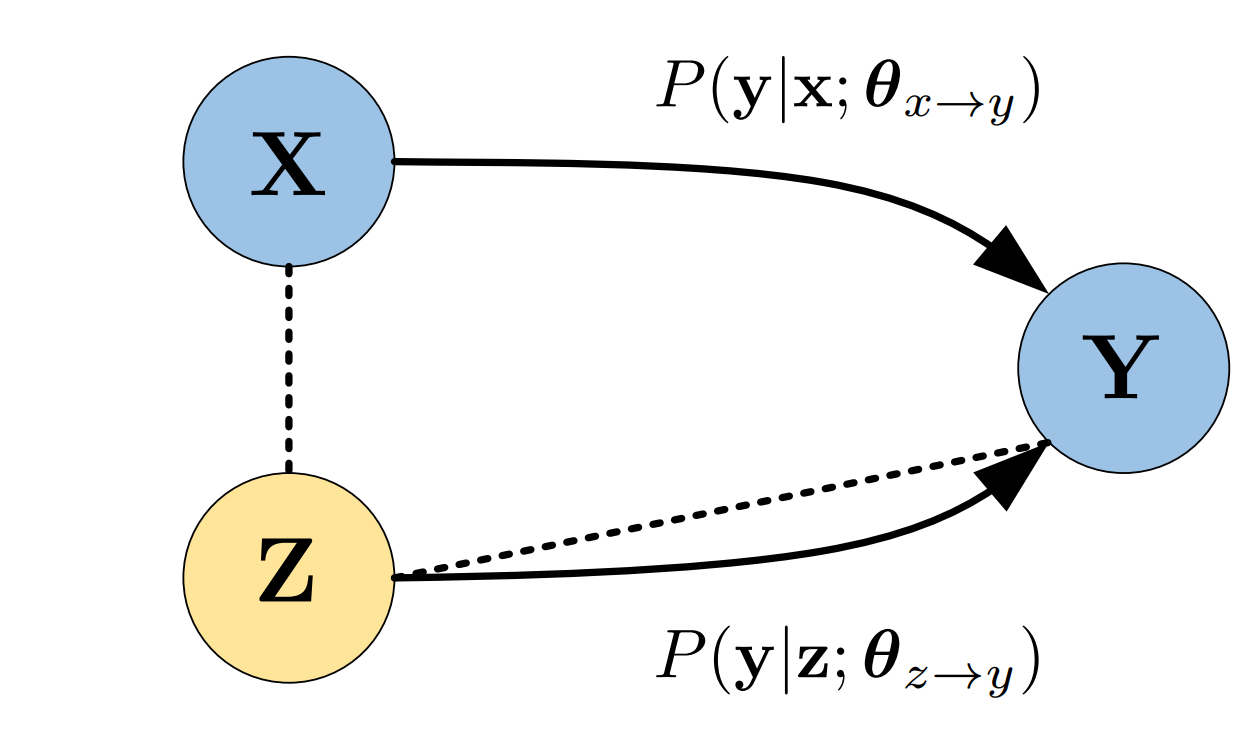 P(y|x; θ_{x→y})
X
Y
Z
P(y|z; θ_{z→y})